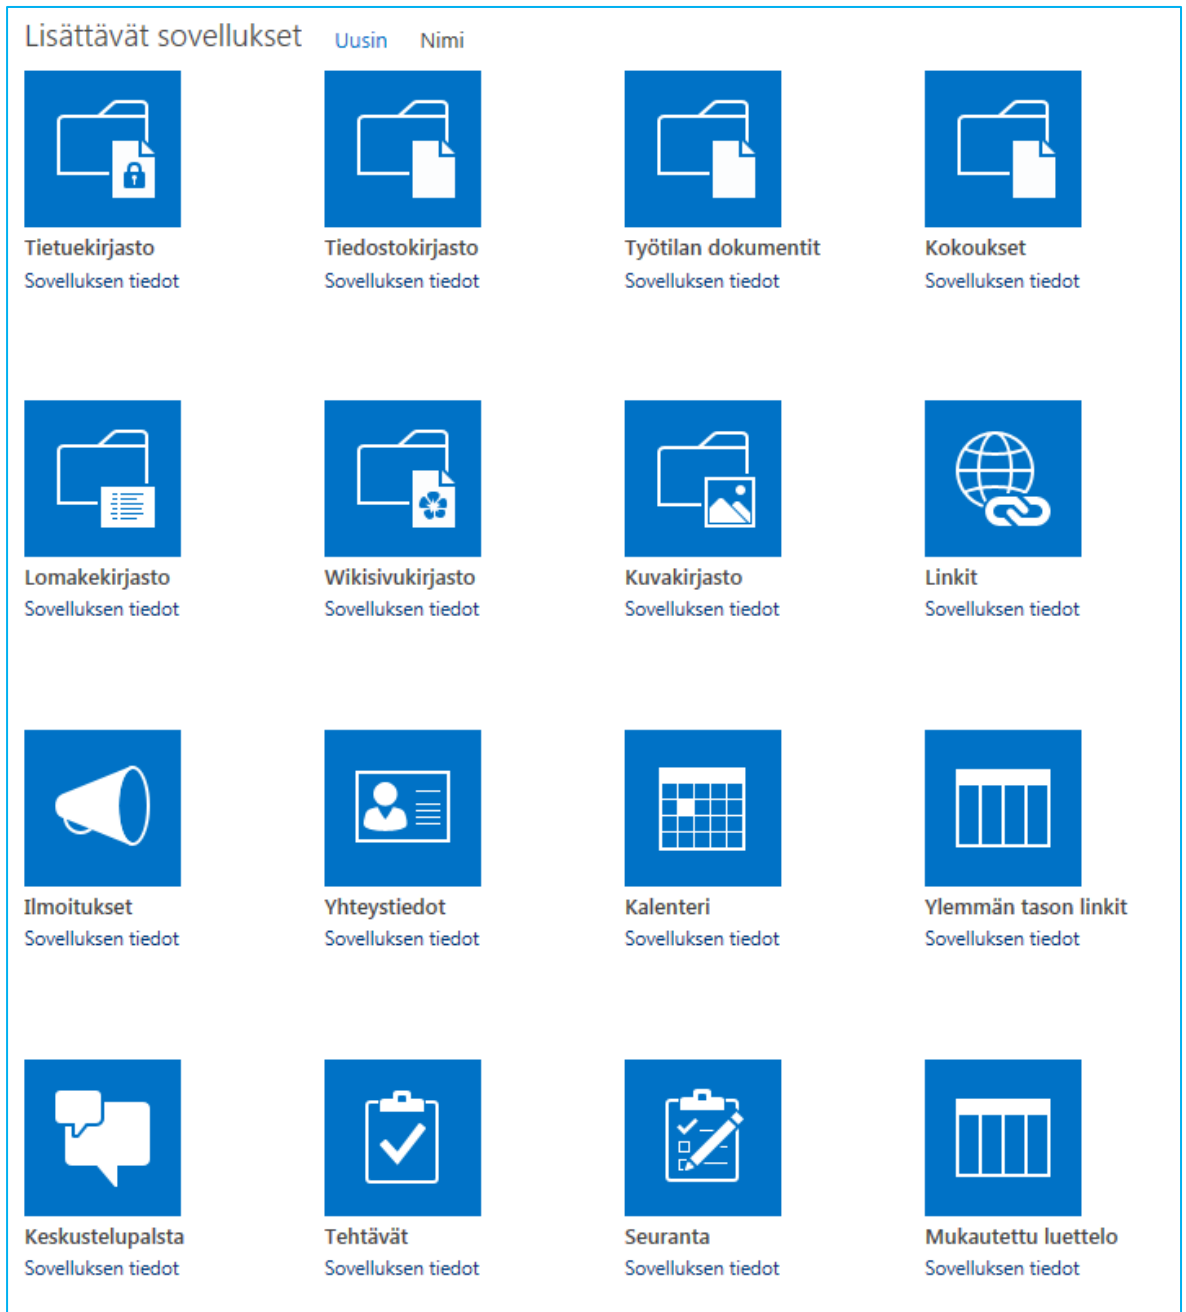 Lisättävät sovellukset Uusin Nimi
Tietuekirjasto Tiedostokirjasto Työtilan dokumentit Kokoukset
Sovelluksen tiedot Sovelluksen tiedot Sovelluksen tiedot Sovelluksen tiedot
Lomakekirjasto Wikisivukirjasto Kuvakirjasto Linkit
Sovelluksen tiedot Sovelluksen tiedot Sovelluksen tiedot Sovelluksen tiedot
Ilmoitukset Yhteystiedot Kalenteri Ylemmän tason linkit
Sovelluksen tiedot Sovelluksen tiedot Sovelluksen tiedot Sovelluksen tiedot
Keskustelupalsta Tehtävät Seuranta Mukautettu luettelo
Sovelluksen tiedot Sovelluksen tiedot Sovelluksen tiedot Sovelluksen tiedot